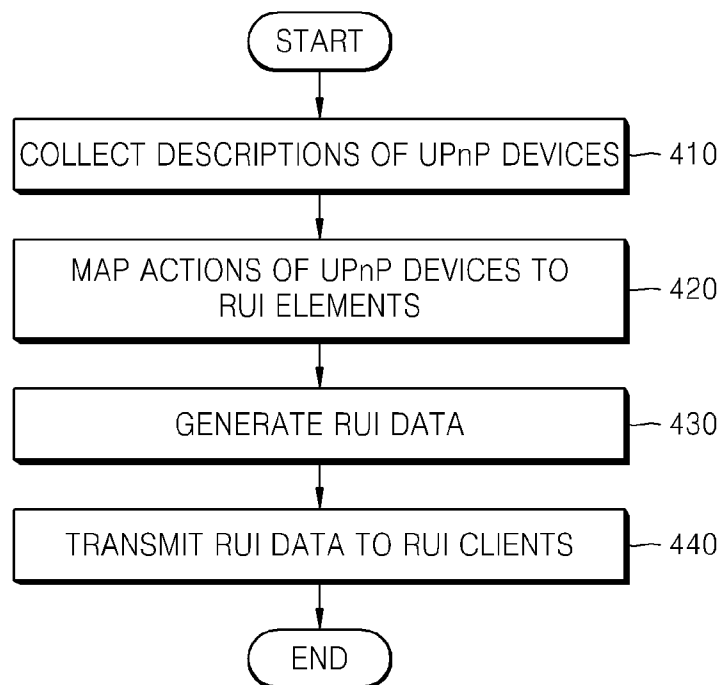 START
COLLECT DESCRIPTIONS OF UPnP DEVICES
410
MAP ACTIONS OF UPnP DEVICES TO
RUI ELEMENTS
420
GENERATE RUI DATA
430
TRANSMIT RUI DATA TO RUI CLIENTS
440
END